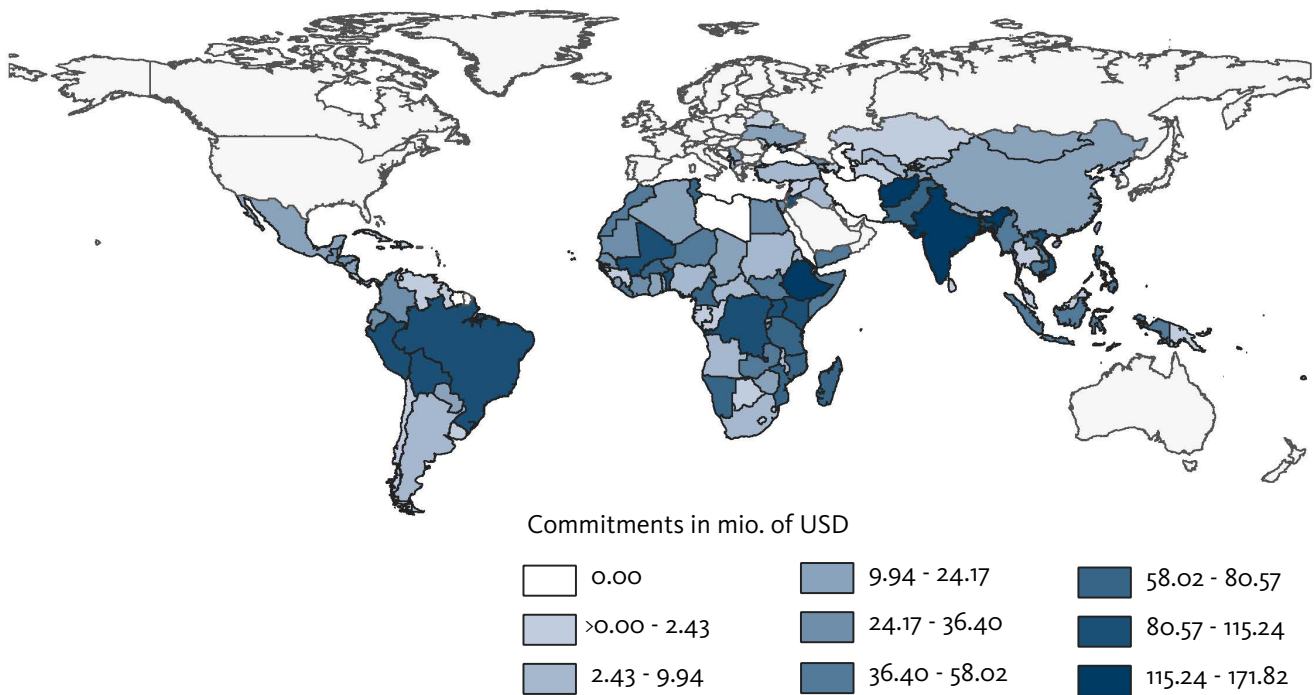 Commitments in mio. of USD
0.00
>0.00 - 2.43
2.43 - 9.94
9.94 - 24.17
24.17 - 36.40
36.40 - 58.02
58.02 - 80.57
80.57 - 115.24
115.24 - 171.82